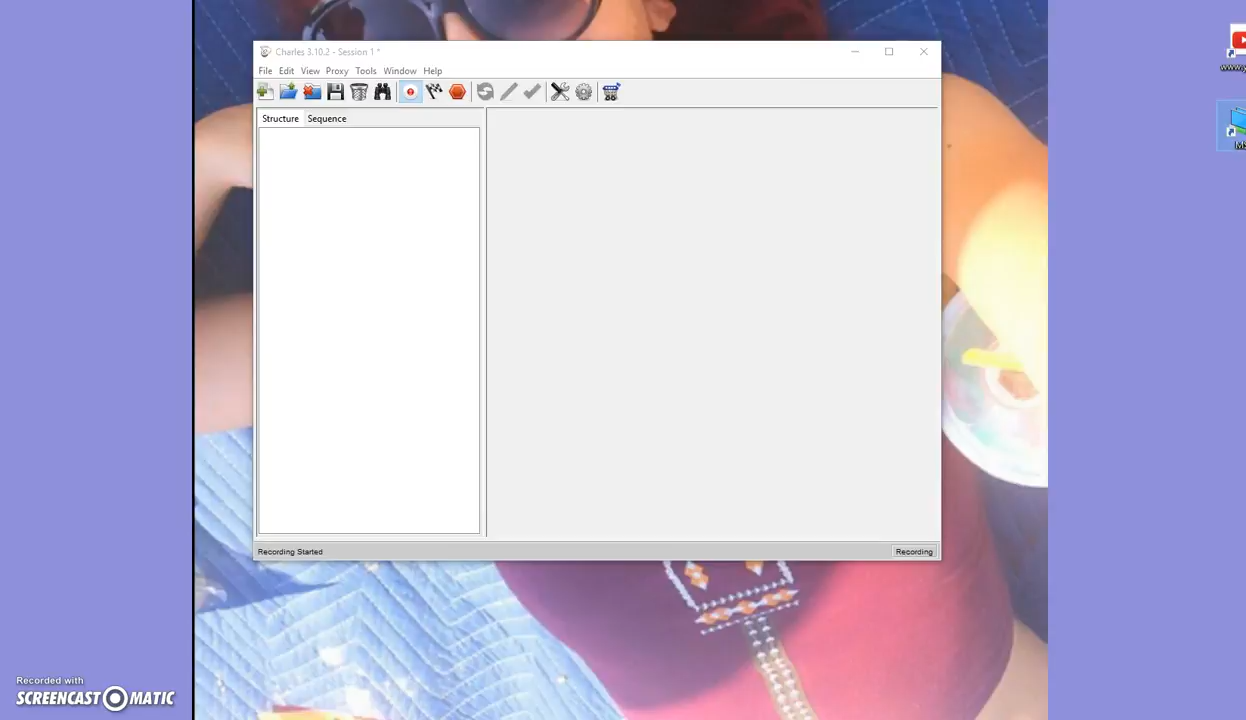 Charles 3.10.2 - Session 1 *
File Edit View Proxy Tools Window Help
Structure Sequence
Recording Started
Recording
Recorded with
SCREENCAST MATIC